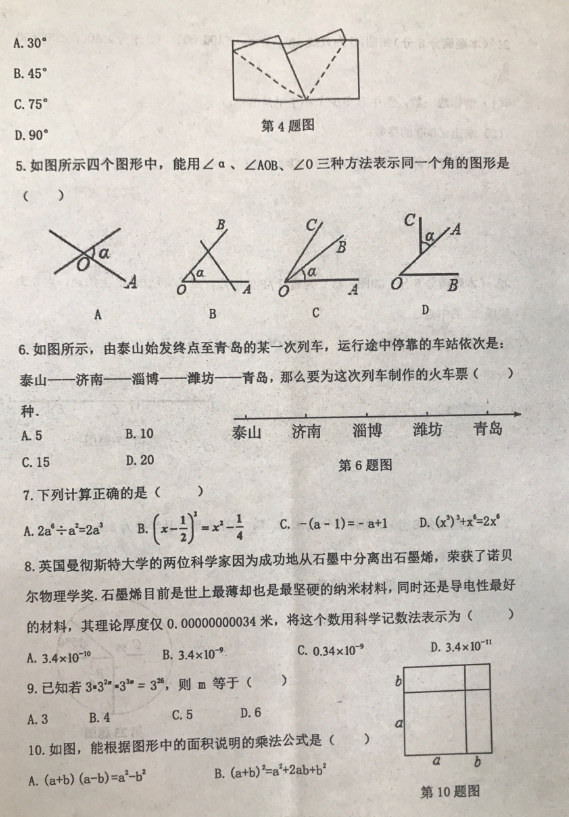 A. 30°
B. 45°
C. 75°
D. 90°
第4题图
5. 如图所示四个图形中，能用∠α、∠AOB、∠O三种方法表示同一个角的图形是
（　　）
O α A
A
B O α A
B
C B O α A
C
C α A O B
D
6. 如图所示，由泰山始发终点至青岛的某一次列车，运行途中停靠的车站依次是：
泰山——济南——淄博——潍坊——青岛，那么要为这次列车制作的火车票（　　）
种.
A. 5 B. 10
C. 15 D. 20
泰山 济南 淄博 潍坊 青岛
第6题图
7. 下列计算正确的是（　　）
A. 2a⁶÷a²=2a³ B. (x-1/2)²=x²-1/4 C. -(a-1)=-a+1 D. (x³)³+x⁶=2x⁶
8. 英国曼彻斯特大学的两位科学家因为成功地从石墨中分离出石墨烯，荣获了诺贝
尔物理学奖. 石墨烯目前是世上最薄却也是最坚硬的纳米材料，同时还是导电性最好
的材料，其理论厚度仅 0.00000000034 米，将这个数用科学记数法表示为（　　）
A. 3.4×10⁻¹⁰ B. 3.4×10⁻⁹ C. 0.34×10⁻⁹ D. 3.4×10⁻¹¹
9. 已知若 3•3²ᵐ•3³ᵐ = 3²⁶，则 m 等于（　　）
A. 3 B. 4 C. 5 D. 6
10. 如图，能根据图形中的面积说明的乘法公式是（　　）
A. (a+b)(a-b)=a²-b² B. (a+b)²=a²+2ab+b²
b
a
a b
第10题图